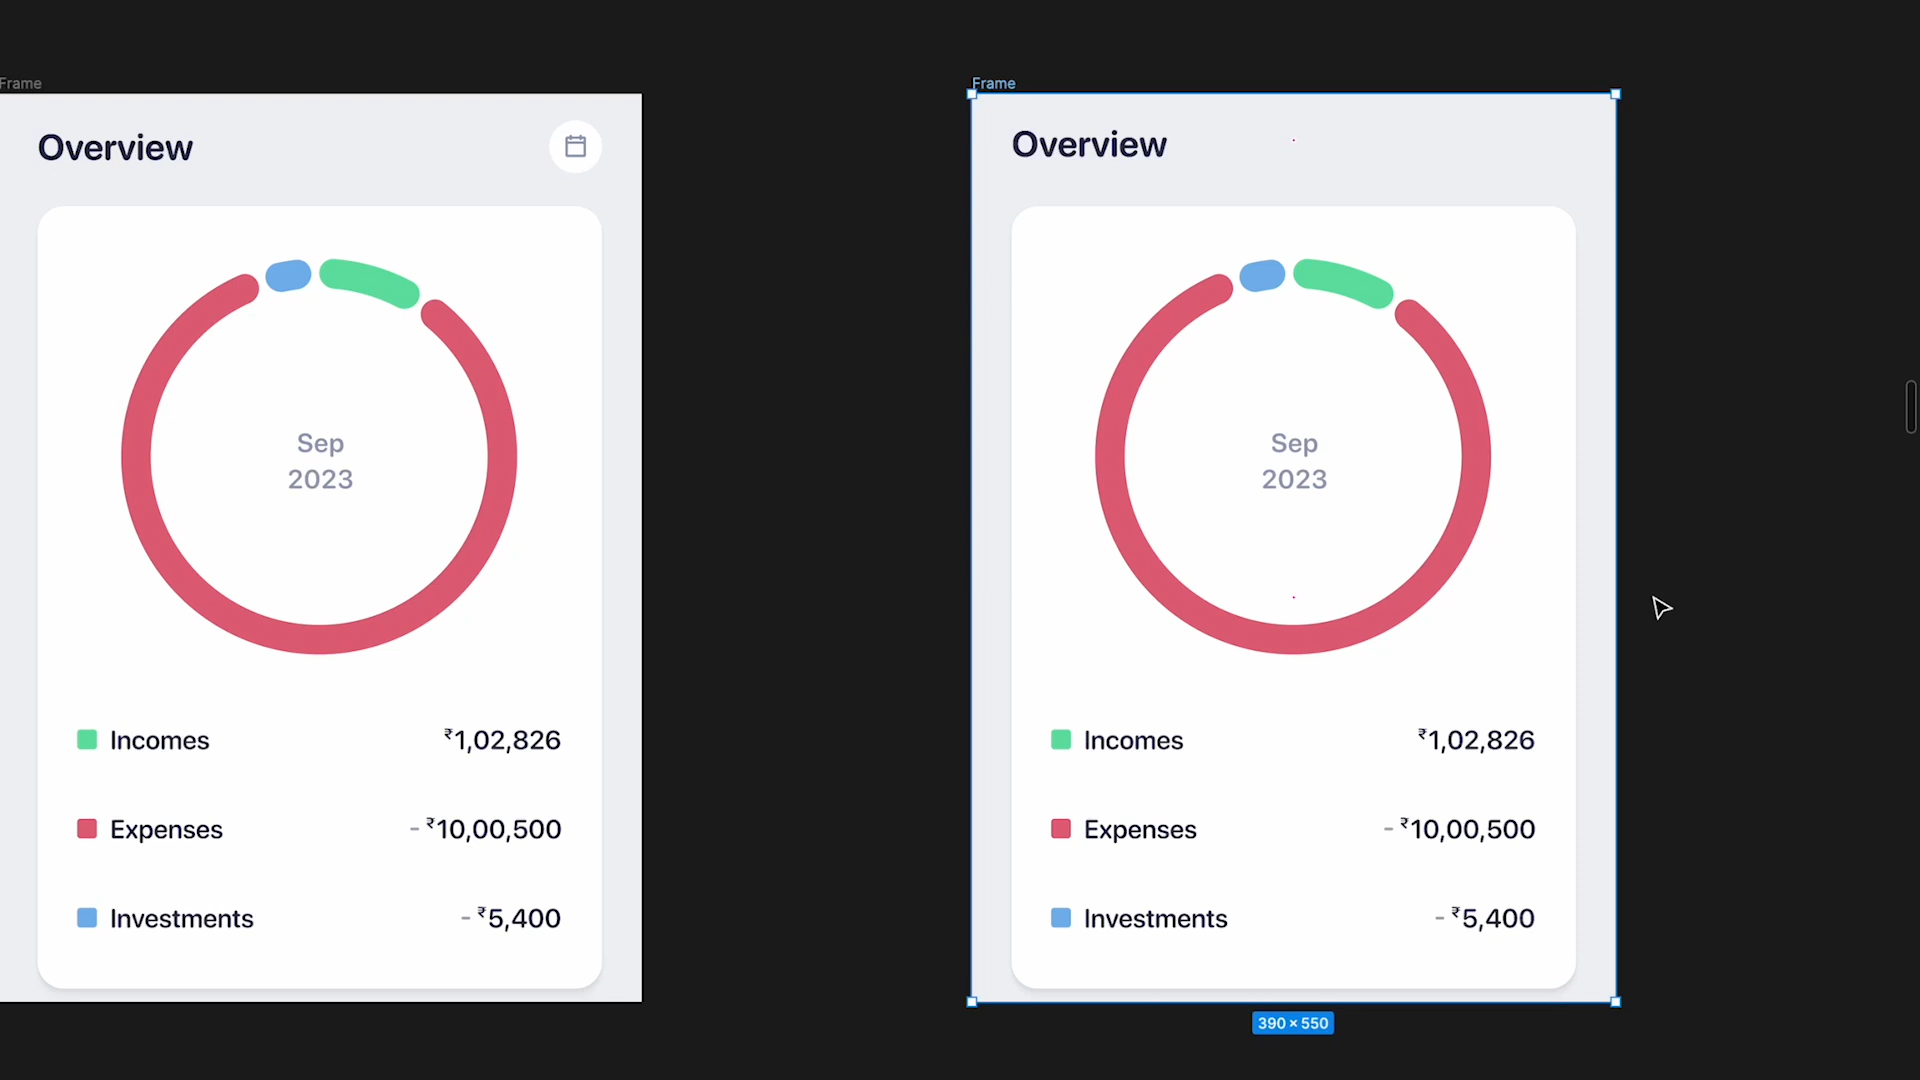 Frame
Overview
Sep
2023
Incomes ₹1,02,826
Expenses - ₹10,00,500
Investments - ₹5,400
Frame
Overview
Sep
2023
Incomes ₹1,02,826
Expenses - ₹10,00,500
Investments - ₹5,400
390 × 550